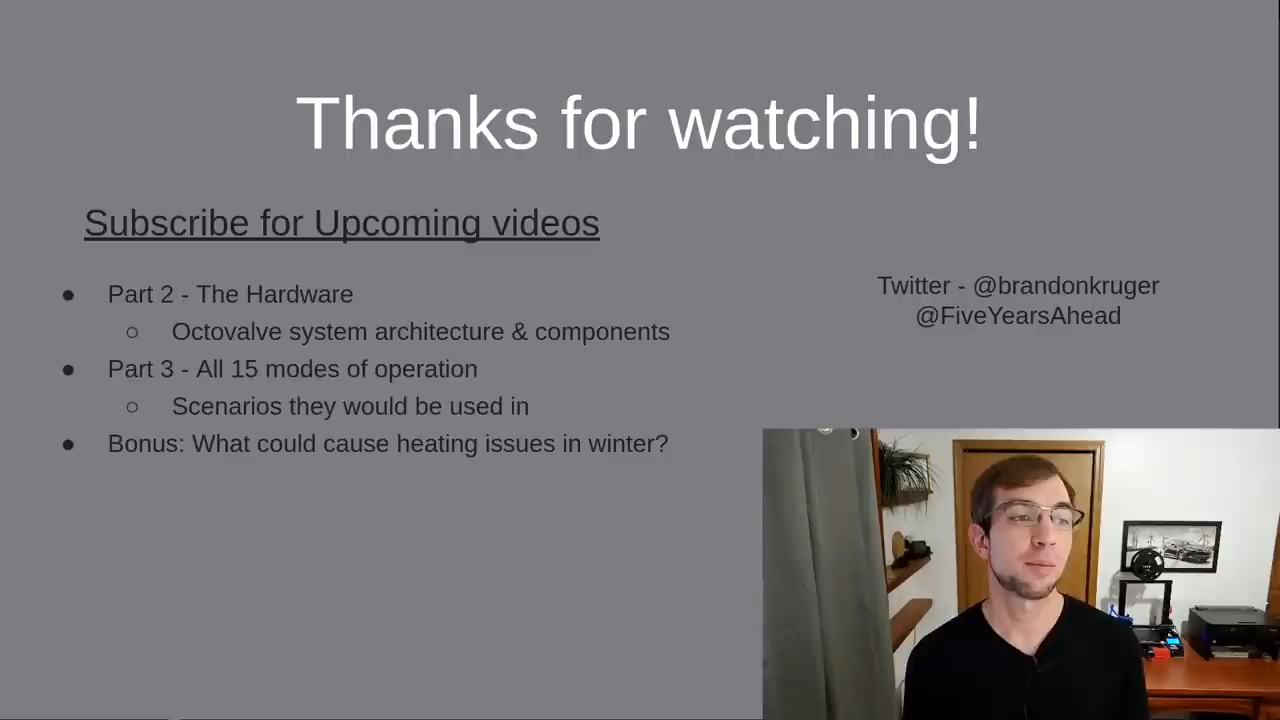 Thanks for watching!
Subscribe for Upcoming videos
● Part 2 - The Hardware
○ Octovalve system architecture & components
● Part 3 - All 15 modes of operation
○ Scenarios they would be used in
● Bonus: What could cause heating issues in winter?
Twitter - @brandonkruger
@FiveYearsAhead